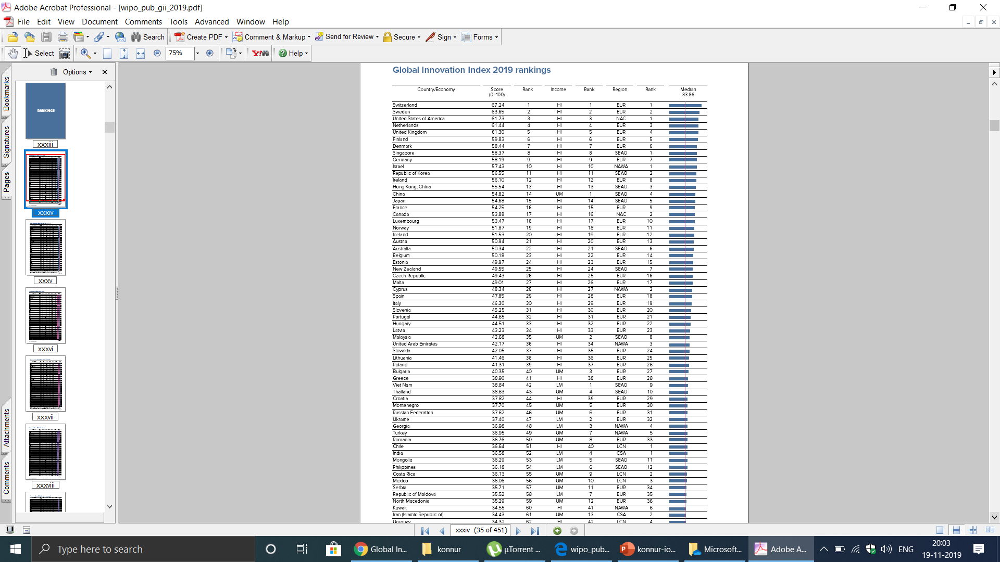 Adobe Acrobat Professional - [wipo_pub_gii_2019.pdf]
File Edit View Document Comments Tools Advanced Window Help
Search Create PDF Comment & Markup Send for Review Secure Sign Forms
Select 75% Y! Help
Options
Bookmarks
Signatures
Pages
Attachments
Comments
RANKINGS
xxxiii
xxxiv
xxxv
xxxvi
xxxvii
xxxviii
Global Innovation Index 2019 rankings
Country/Economy Score (0–100) Rank Income Rank Region Rank Median 33.86
Switzerland 67.24 1 HI 1 EUR 1
Sweden 63.65 2 HI 2 EUR 2
United States of America 61.73 3 HI 3 NAC 1
Netherlands 61.44 4 HI 4 EUR 3
United Kingdom 61.30 5 HI 5 EUR 4
Finland 59.83 6 HI 6 EUR 5
Denmark 58.44 7 HI 7 EUR 6
Singapore 58.37 8 HI 8 SEAO 1
Germany 58.19 9 HI 9 EUR 7
Israel 57.43 10 HI 10 NAWA 1
Republic of Korea 56.55 11 HI 11 SEAO 2
Ireland 56.10 12 HI 12 EUR 8
Hong Kong, China 55.54 13 HI 13 SEAO 3
China 54.82 14 UM 1 SEAO 4
Japan 54.68 15 HI 14 SEAO 5
France 54.25 16 HI 15 EUR 9
Canada 53.88 17 HI 16 NAC 2
Luxembourg 53.47 18 HI 17 EUR 10
Norway 51.87 19 HI 18 EUR 11
Iceland 51.53 20 HI 19 EUR 12
Austria 50.94 21 HI 20 EUR 13
Australia 50.34 22 HI 21 SEAO 6
Belgium 50.18 23 HI 22 EUR 14
Estonia 49.97 24 HI 23 EUR 15
New Zealand 49.55 25 HI 24 SEAO 7
Czech Republic 49.43 26 HI 25 EUR 16
Malta 49.01 27 HI 26 EUR 17
Cyprus 48.34 28 HI 27 NAWA 2
Spain 47.85 29 HI 28 EUR 18
Italy 46.30 30 HI 29 EUR 19
Slovenia 45.25 31 HI 30 EUR 20
Portugal 44.65 32 HI 31 EUR 21
Hungary 44.51 33 HI 32 EUR 22
Latvia 43.23 34 HI 33 EUR 23
Malaysia 42.68 35 UM 2 SEAO 8
United Arab Emirates 42.17 36 HI 34 NAWA 3
Slovakia 42.05 37 HI 35 EUR 24
Lithuania 41.46 38 HI 36 EUR 25
Poland 41.31 39 HI 37 EUR 26
Bulgaria 40.35 40 UM 3 EUR 27
Greece 38.90 41 HI 38 EUR 28
Viet Nam 38.84 42 LM 1 SEAO 9
Thailand 38.63 43 UM 4 SEAO 10
Croatia 37.82 44 HI 39 EUR 29
Montenegro 37.70 45 UM 5 EUR 30
Russian Federation 37.62 46 UM 6 EUR 31
Ukraine 37.40 47 LM 2 EUR 32
Georgia 36.98 48 LM 3 NAWA 4
Turkey 36.95 49 UM 7 NAWA 5
Romania 36.76 50 UM 8 EUR 33
Chile 36.64 51 HI 40 LCN 1
India 36.58 52 LM 4 CSA 1
Mongolia 36.29 53 LM 5 SEAO 11
Philippines 36.18 54 LM 6 SEAO 12
Costa Rica 36.13 55 UM 9 LCN 2
Mexico 36.06 56 UM 10 LCN 3
Serbia 35.71 57 UM 11 EUR 34
Republic of Moldova 35.52 58 LM 7 EUR 35
North Macedonia 35.29 59 UM 12 EUR 36
Kuwait 34.55 60 HI 41 NAWA 6
Iran (Islamic Republic of) 34.43 61 UM 13 CSA 2
Uruguay 34.32 62 HI 42 LCN 4
xxxiv (35 of 451)
Type here to search
Global In... konnur µTorrent ... wipo_pub... konnur-io... Microsoft... Adobe A... ENG 20:03
19-11-2019